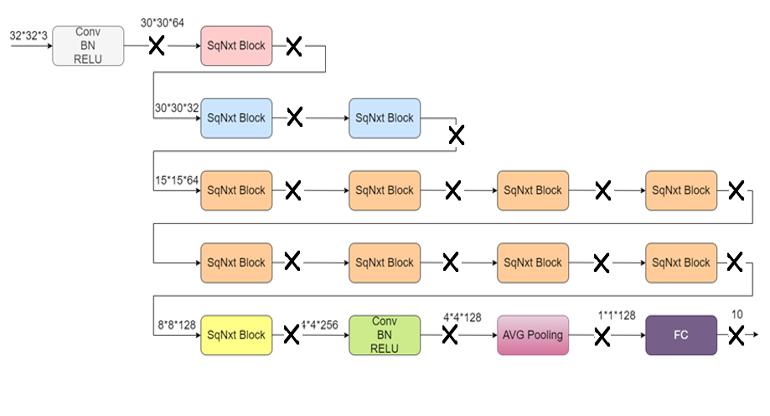 32*32*3
Conv
BN
RELU
30*30*64
SqNxt Block
30*30*32
SqNxt Block
SqNxt Block
15*15*64
SqNxt Block
SqNxt Block
SqNxt Block
SqNxt Block
SqNxt Block
SqNxt Block
SqNxt Block
SqNxt Block
8*8*128
SqNxt Block
4*4*256
Conv
BN
RELU
4*4*128
AVG Pooling
1*1*128
FC
10